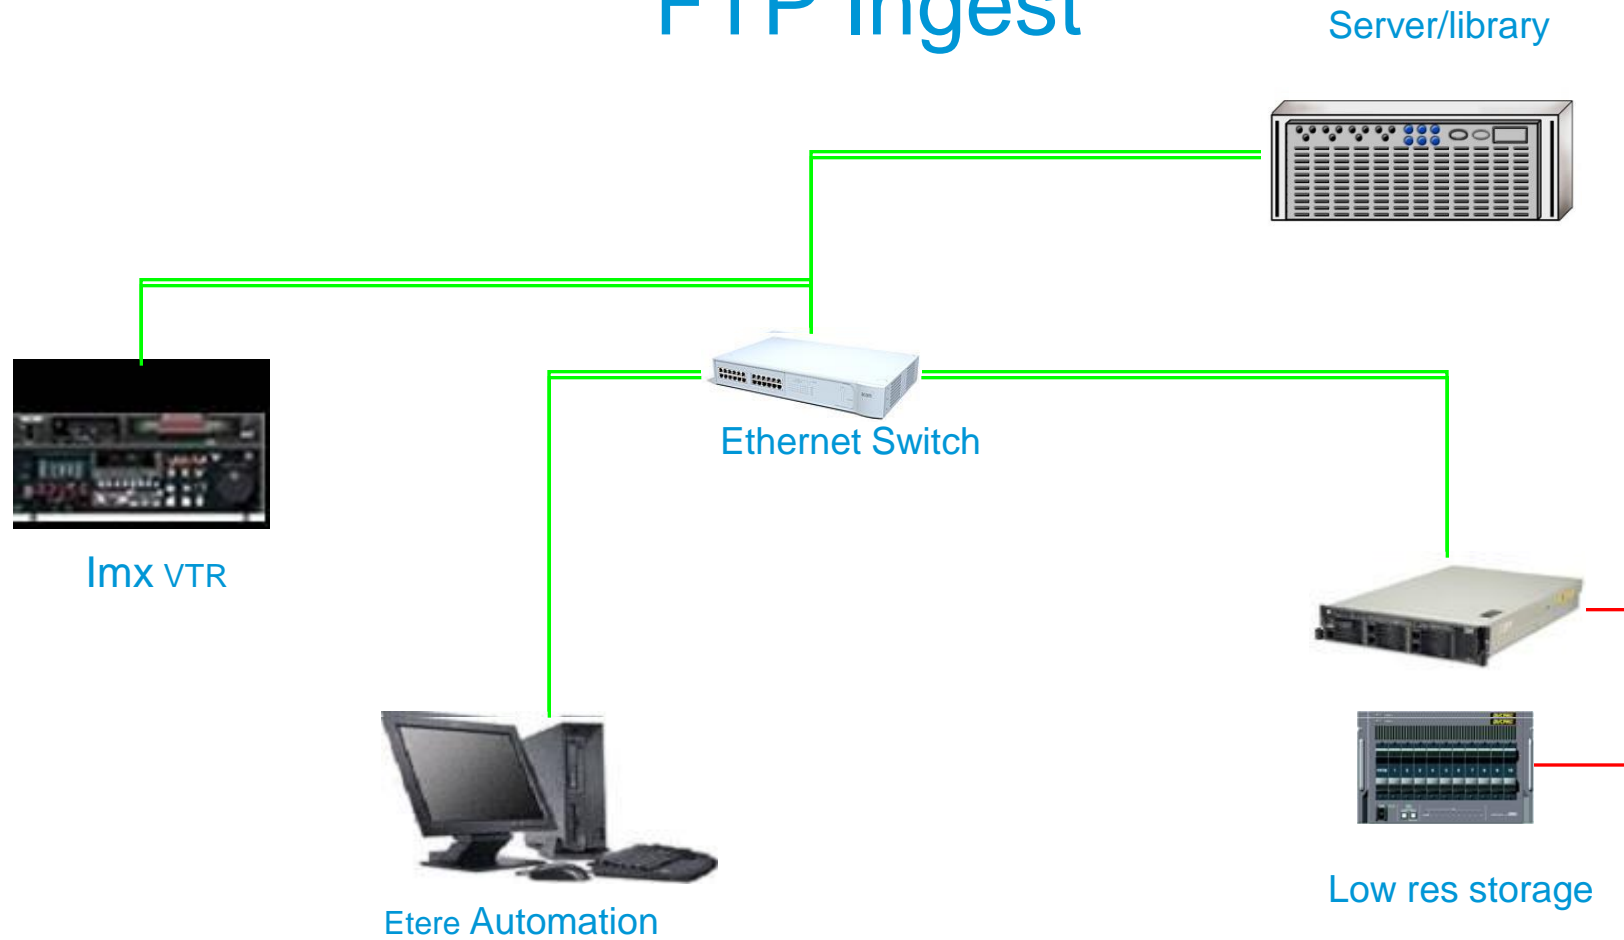 FTP Ingest
Server/library
Ethernet Switch
Imx VTR
Low res storage
Etere Automation